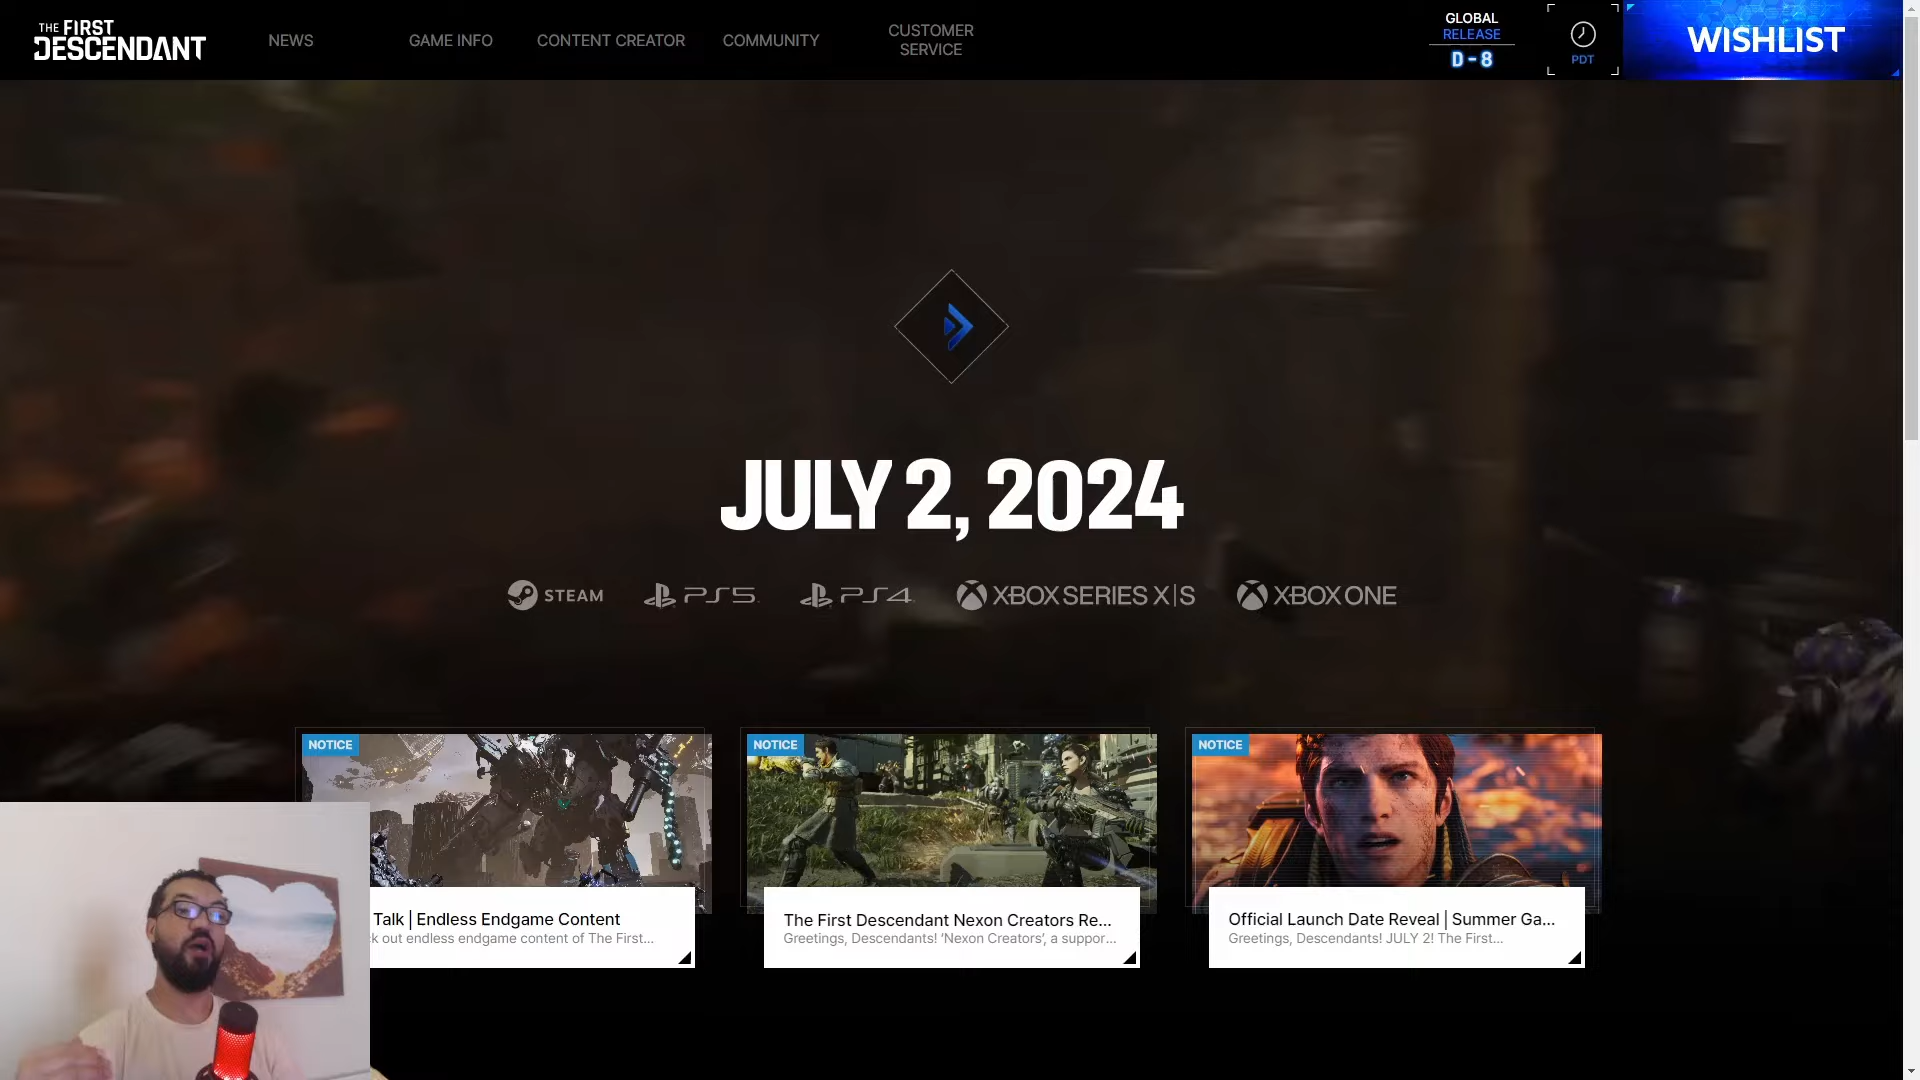 THE FIRST
DESCENDANT
NEWS
GAME INFO
CONTENT CREATOR
COMMUNITY
CUSTOMER
SERVICE
GLOBAL
RELEASE
D-8
PDT
WISHLIST
JULY 2, 2024
STEAM
PS5
PS4
XBOX SERIES X|S
XBOX ONE
NOTICE
Talk | Endless Endgame Content
out endless endgame content of The First...
NOTICE
The First Descendant Nexon Creators Re...
Greetings, Descendants! ‘Nexon Creators’, a suppor...
NOTICE
Official Launch Date Reveal | Summer Ga...
Greetings, Descendants! JULY 2! The First...